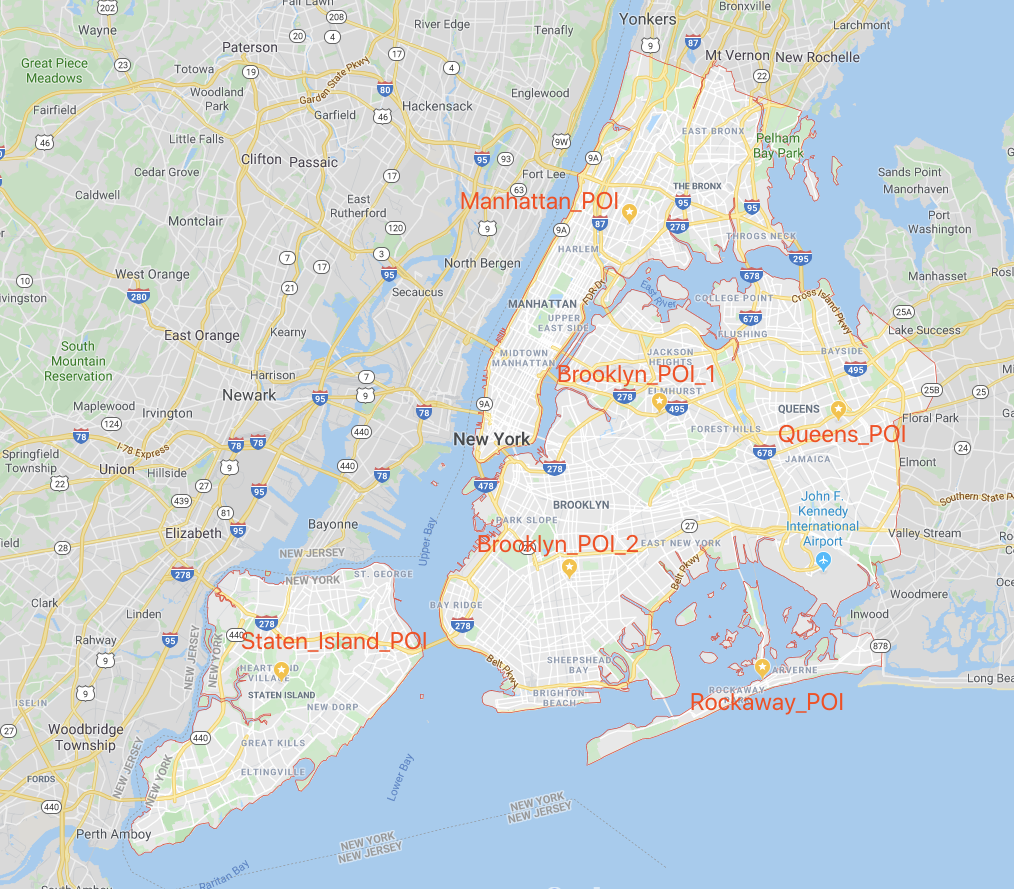 202
Fair Lawn
208
River Edge
Tenafly
Yonkers
Bronxville
Larchmont
Wayne
20
4
17
9
87
Paterson
Mt Vernon
New Rochelle
Great Piece
Meadows
23
Totowa
19
Garden State Pkwy
4
22
Woodland
Park
80
Hackensack
Englewood
Fairfield
Garfield
46
EAST BRONX
46
Little Falls
9W
Pelham
Bay Park
Clifton
Passaic
95
93
9A
Cedar Grove
17
Fort Lee
Sands Point
Manorhaven
Caldwell
63
THE BRONX
East
Rutherford
Manhattan_POI
95
95
Port
Washington
Montclair
120
9
9A
87
278
THROGS NECK
7
17
3
HARLEM
295
North Bergen
West Orange
95
678
Manhasset
10
Livingston
280
21
Secaucus
FDR Dr
East River
COLLEGE POINT
Cross Island Pkwy
MANHATTAN
25A
UPPER
EAST SIDE
678
Lake Success
East Orange
Kearny
FLUSHING
South
Mountain
Reservation
MIDTOWN
MANHATTAN
JACKSON
HEIGHTS
BAYSIDE
Harrison
7
Brooklyn_POI_1
495
Newark
95
9
278
ELMHURST
495
25B
25
Maplewood
Irvington
78
9A
QUEENS
Floral Park
124
440
New York
FOREST HILLS
Queens_POI
78
I-78 Express
78
78
678
24
Springfield
Township
Union
9
440
78
278
JAMAICA
Elmont
Hillside
22
27
95
478
BROOKLYN
John F.
Kennedy
International
Airport
Southern State
439
81
Bayonne
PARK SLOPE
27
Elizabeth
95
Upper Bay
Valley Stream
28
NEW JERSEY
Brooklyn_POI_2
EAST NEW YORK
278
NEW YORK
ST. GEORGE
Belt Pkwy
Woodmere
Clark
BAY RIDGE
Inwood
Linden
278
278
Rahway
95
440
Staten_Island_POI
878
9
NEW JERSEY
NEW YORK
Belt Pkwy
SHEEPSHEAD
BAY
ARVERNE
STATEN ISLAND
BRIGHTON
BEACH
ROCKAWAY
Rockaway_POI
ISELIN
9
NEW DORP
27
Woodbridge
Township
440
GREAT KILLS
NEW JERSEY
NEW YORK
ELTINGVILLE
Lower Bay
FORDS
440
NEW YORK
NEW JERSEY
Perth Amboy
NEW YORK
NEW JERSEY
Raritan Bay